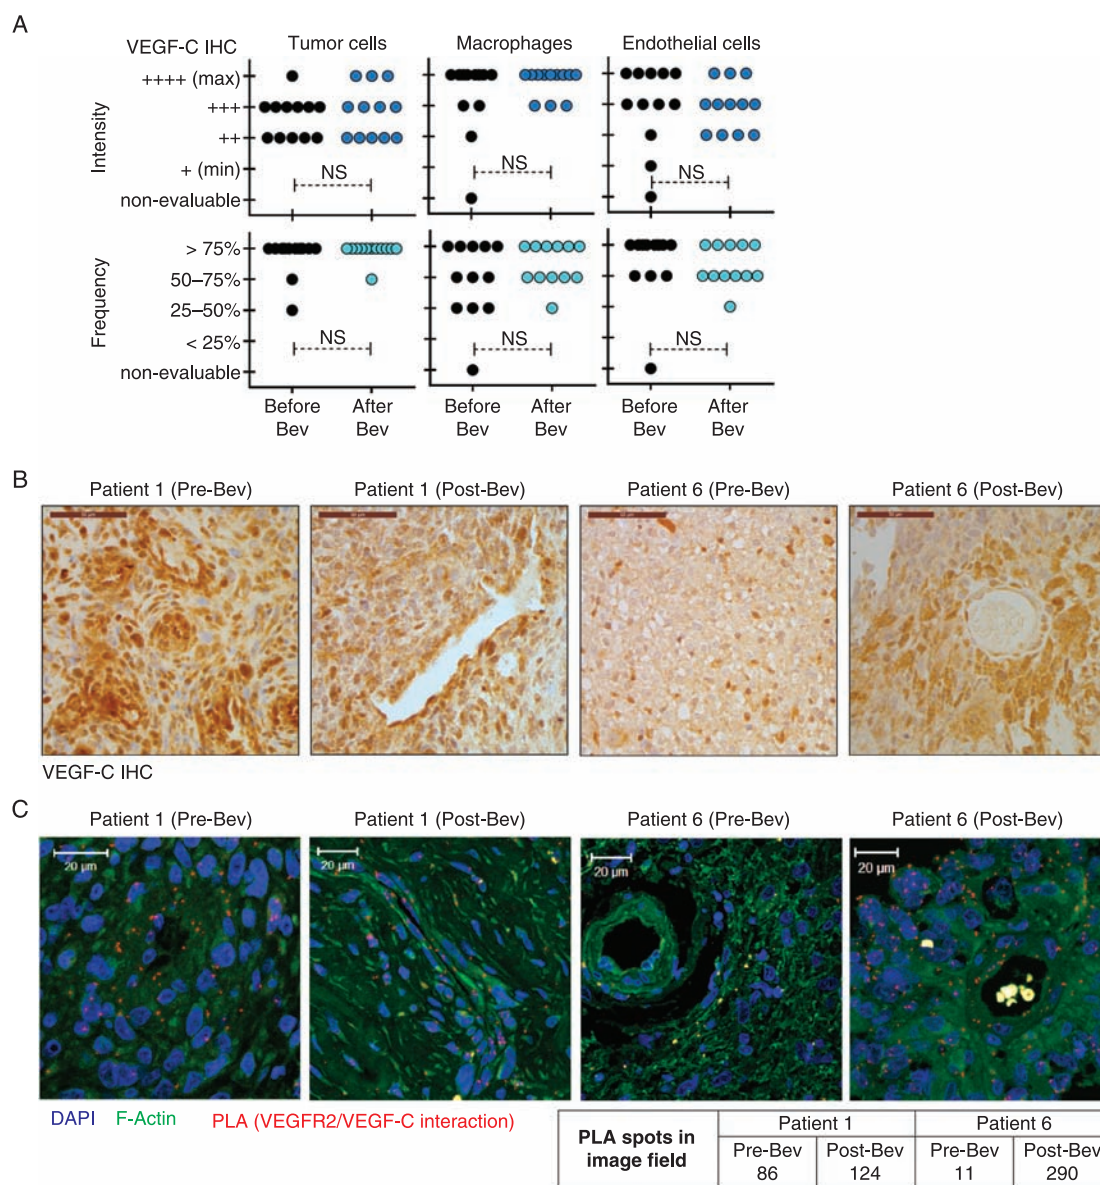 A
VEGF-C IHC
Tumor cells
Macrophages
Endothelial cells
Intensity
++++ (max)
+++
++
+ (min)
non-evaluable
NS
NS
NS
Frequency
> 75%
50–75%
25–50%
< 25%
non-evaluable
NS
NS
NS
Before Bev
After Bev
Before Bev
After Bev
Before Bev
After Bev
B
Patient 1 (Pre-Bev)
Patient 1 (Post-Bev)
Patient 6 (Pre-Bev)
Patient 6 (Post-Bev)
VEGF-C IHC
C
Patient 1 (Pre-Bev)
Patient 1 (Post-Bev)
Patient 6 (Pre-Bev)
Patient 6 (Post-Bev)
20 µm
20 µm
20 µm
20 µm
DAPI F-Actin PLA (VEGFR2/VEGF-C interaction)
PLA spots in image field
Patient 1 Patient 6
Pre-Bev Post-Bev Pre-Bev Post-Bev
86 124 11 290